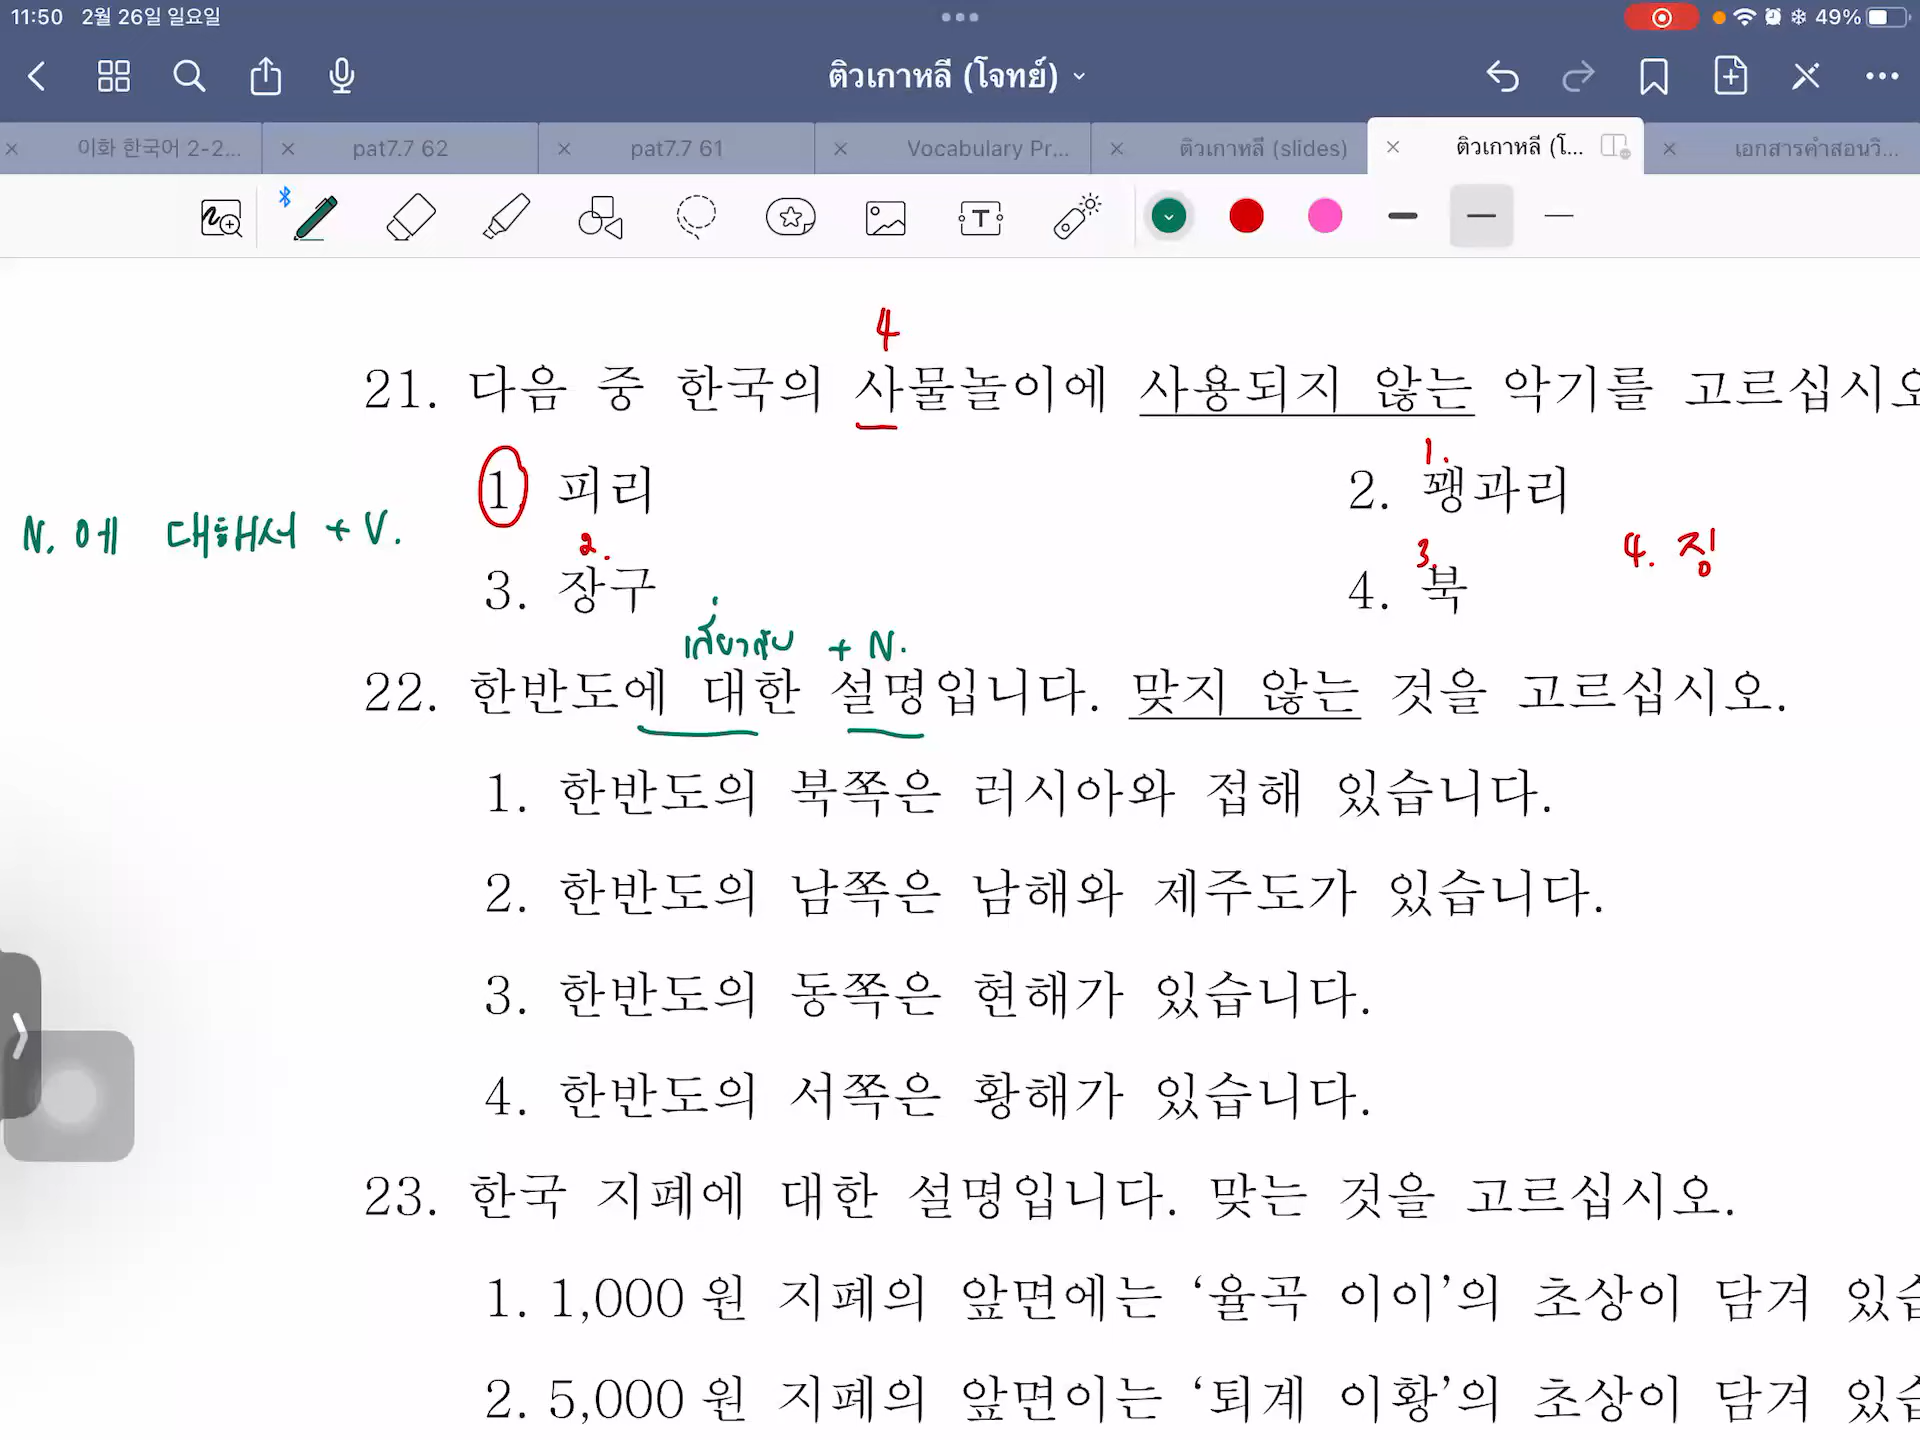 11:50 2월 26일 일요일 49%
ติวเกาหลี (โจทย์)
이화 한국어 2-2... pat7.7 62 pat7.7 61 Vocabulary Pr... ติวเกาหลี (slides) ติวเกาหลี (โ... เอกสารคำสอนวิ...
4
21. 다음 중 한국의 사물놀이에 사용되지 않는 악기를 고르십시오
1 피리 1. 2. 꽹과리
N. 에 대해서 + V.
2. 3. 4. 징
3. 장구 4. 북
เกี่ยวกับ + N.
22. 한반도에 대한 설명입니다. 맞지 않는 것을 고르십시오.
1. 한반도의 북쪽은 러시아와 접해 있습니다.
2. 한반도의 남쪽은 남해와 제주도가 있습니다.
3. 한반도의 동쪽은 현해가 있습니다.
4. 한반도의 서쪽은 황해가 있습니다.
23. 한국 지폐에 대한 설명입니다. 맞는 것을 고르십시오.
1. 1,000 원 지폐의 앞면에는 ‘율곡 이이’의 초상이 담겨 있
2. 5,000 원 지폐의 앞면이는 ‘퇴계 이황’의 초상이 담겨 있